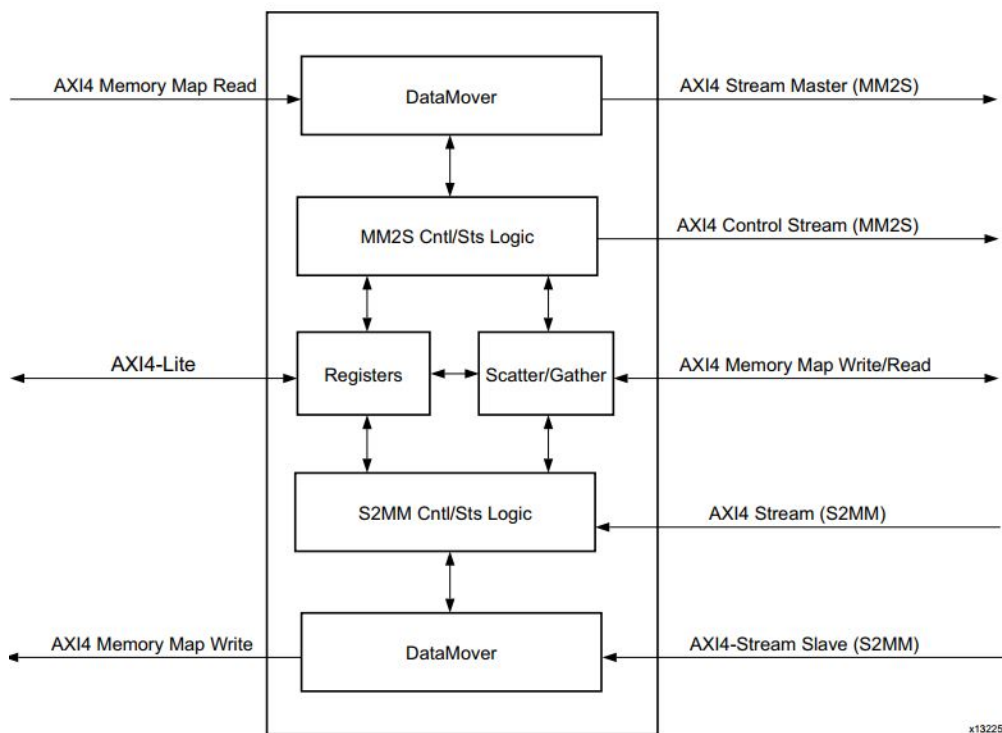 AXI4 Memory Map Read
DataMover
AXI4 Stream Master (MM2S)
MM2S Cntl/Sts Logic
AXI4 Control Stream (MM2S)
AXI4-Lite
Registers
Scatter/Gather
AXI4 Memory Map Write/Read
S2MM Cntl/Sts Logic
AXI4 Stream (S2MM)
AXI4 Memory Map Write
DataMover
AXI4-Stream Slave (S2MM)
x13225